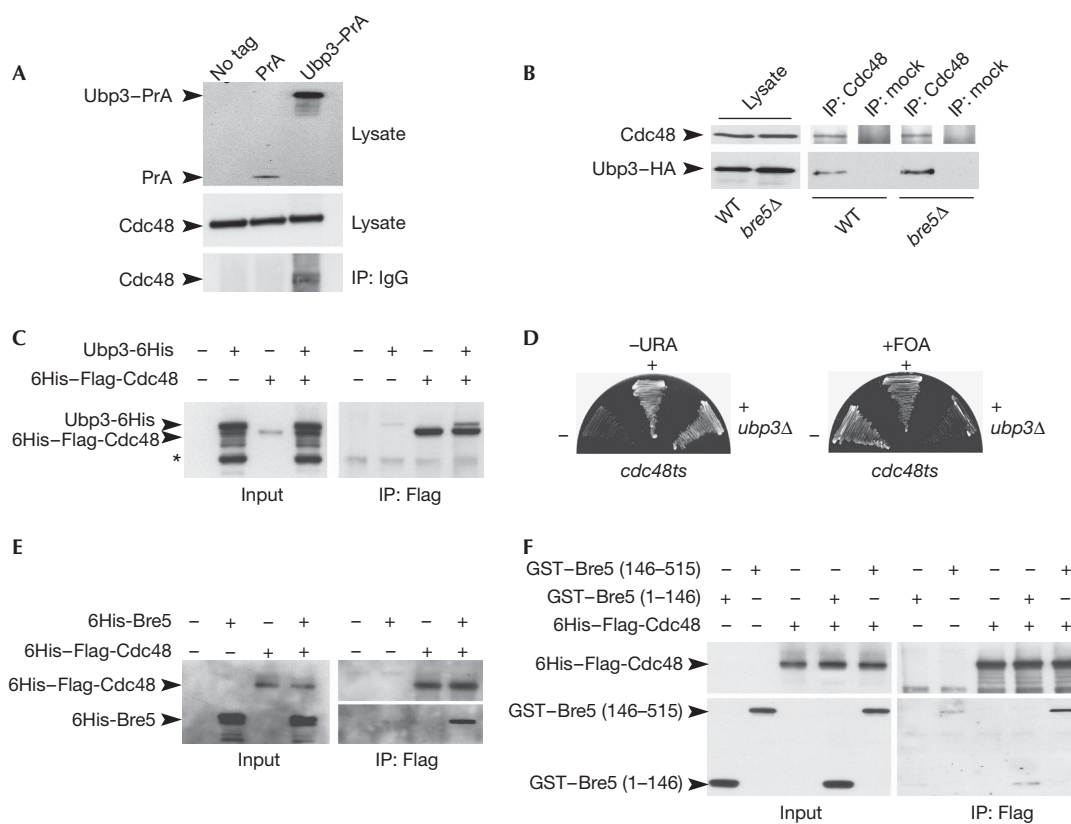 A
No tag
PrA
Ubp3–PrA
Ubp3–PrA
Lysate
PrA
Cdc48
Lysate
Cdc48
IP: IgG
B
Lysate
IP: Cdc48
IP: mock
IP: Cdc48
IP: mock
Cdc48
Ubp3–HA
WT
bre5Δ
WT
bre5Δ
C
Ubp3-6His – + – + – + – +
6His–Flag-Cdc48 – – + + – – + +
Ubp3-6His
6His–Flag-Cdc48
*
Input
IP: Flag
D
–URA
+
–
+
ubp3Δ
cdc48ts
+FOA
+
–
+
ubp3Δ
cdc48ts
E
6His-Bre5 – + – + – + – +
6His–Flag-Cdc48 – – + + – – + +
6His–Flag-Cdc48
6His-Bre5
Input
IP: Flag
F
GST–Bre5 (146–515) – + – – + – + – – +
GST–Bre5 (1–146) + – – + – + – – + –
6His–Flag-Cdc48 – – + + + – – + + +
6His–Flag-Cdc48
GST–Bre5 (146–515)
GST–Bre5 (1–146)
Input
IP: Flag